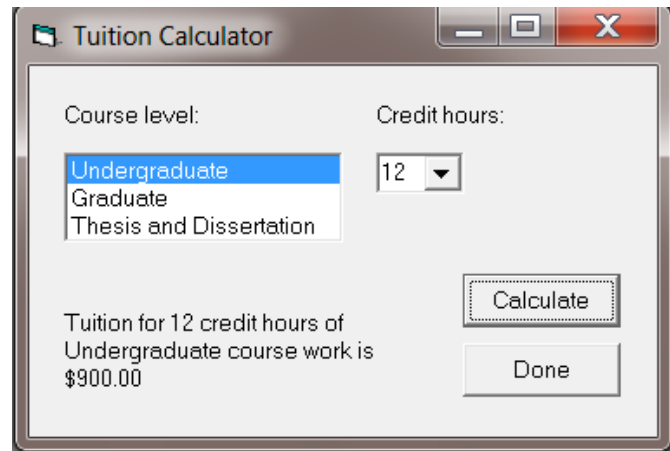 Tuition Calculator
Course level:
Credit hours:
Undergraduate
Graduate
Thesis and Dissertation
12
Tuition for 12 credit hours of
Undergraduate course work is
$900.00
Calculate
Done